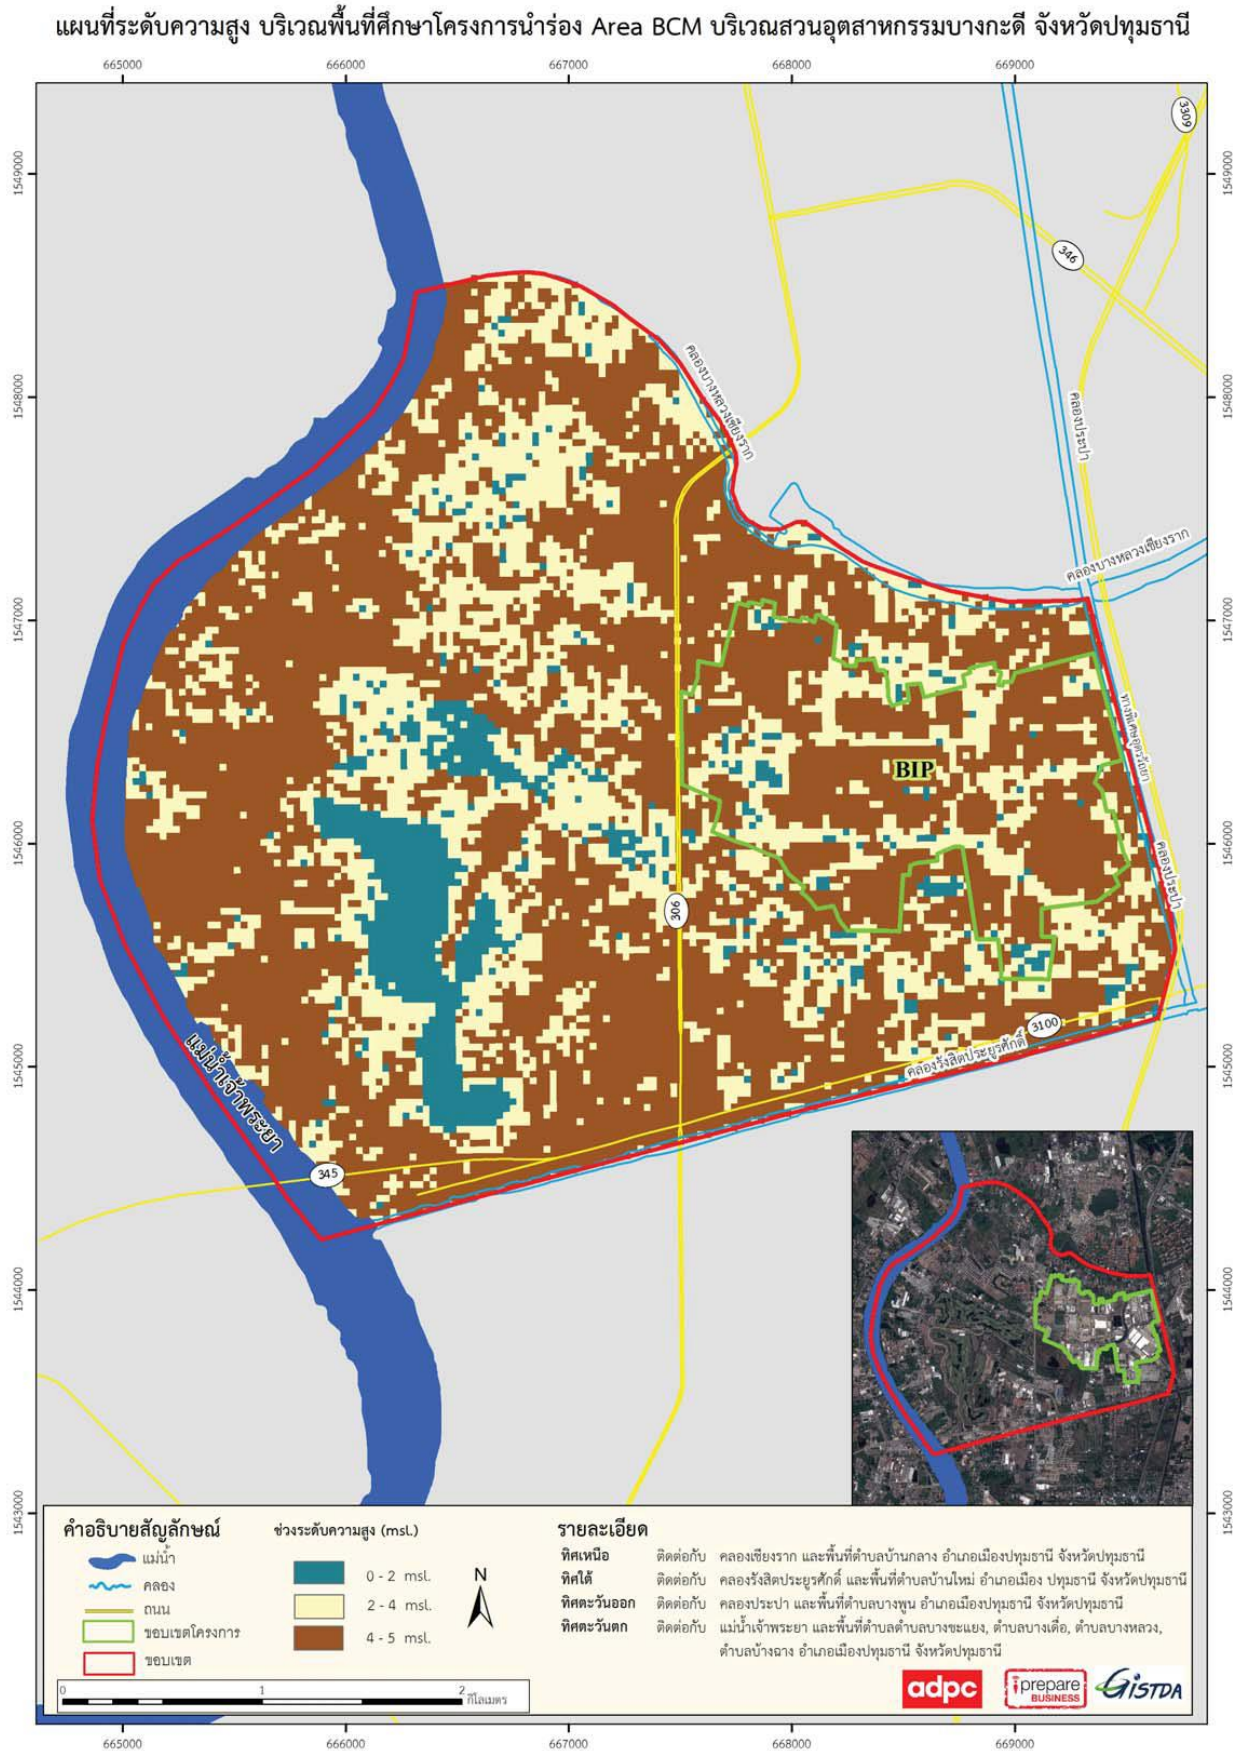 แผนที่ระดับความสูง บริเวณพื้นที่ศึกษาโครงการนำร่อง Area BCM บริเวณสวนอุตสาหกรรมบางกะดี จังหวัดปทุมธานี
665000 666000 667000 668000 669000
3309
1549000 1549000
346
คลองบางหลวงเชียงราก
1548000 1548000
คลองประปา
คลองบางหลวงเชียงราก
1547000 1547000
ทางพิเศษอุดรรัถยา
BIP
1546000 1546000
คลองประปา
306
3100
คลองรังสิตประยูรศักดิ์
แม่น้ำเจ้าพระยา
1545000 1545000
345
1544000 1544000
1543000 1543000
คำอธิบายสัญลักษณ์
แม่น้ำ
คลอง
ถนน
ขอบเขตโครงการ
ขอบเขต
0 1 2
กิโลเมตร
ช่วงระดับความสูง (msl.)
0 - 2 msl.
2 - 4 msl.
4 - 5 msl.
N
รายละเอียด
ทิศเหนือ ติดต่อกับ คลองเชียงราก และพื้นที่ตำบลบ้านกลาง อำเภอเมืองปทุมธานี จังหวัดปทุมธานี
ทิศใต้ ติดต่อกับ คลองรังสิตประยูรศักดิ์ และพื้นที่ตำบลบ้านใหม่ อำเภอเมือง ปทุมธานี จังหวัดปทุมธานี
ทิศตะวันออก ติดต่อกับ คลองประปา และพื้นที่ตำบลบางพูน อำเภอเมืองปทุมธานี จังหวัดปทุมธานี
ทิศตะวันตก ติดต่อกับ แม่น้ำเจ้าพระยา และพื้นที่ตำบลตำบลบางขะแยง, ตำบลบางเดื่อ, ตำบลบางหลวง,
ตำบลบ้างฉาง อำเภอเมืองปทุมธานี จังหวัดปทุมธานี
adpc
iprepare
BUSINESS
GISTDA
665000 666000 667000 668000 669000